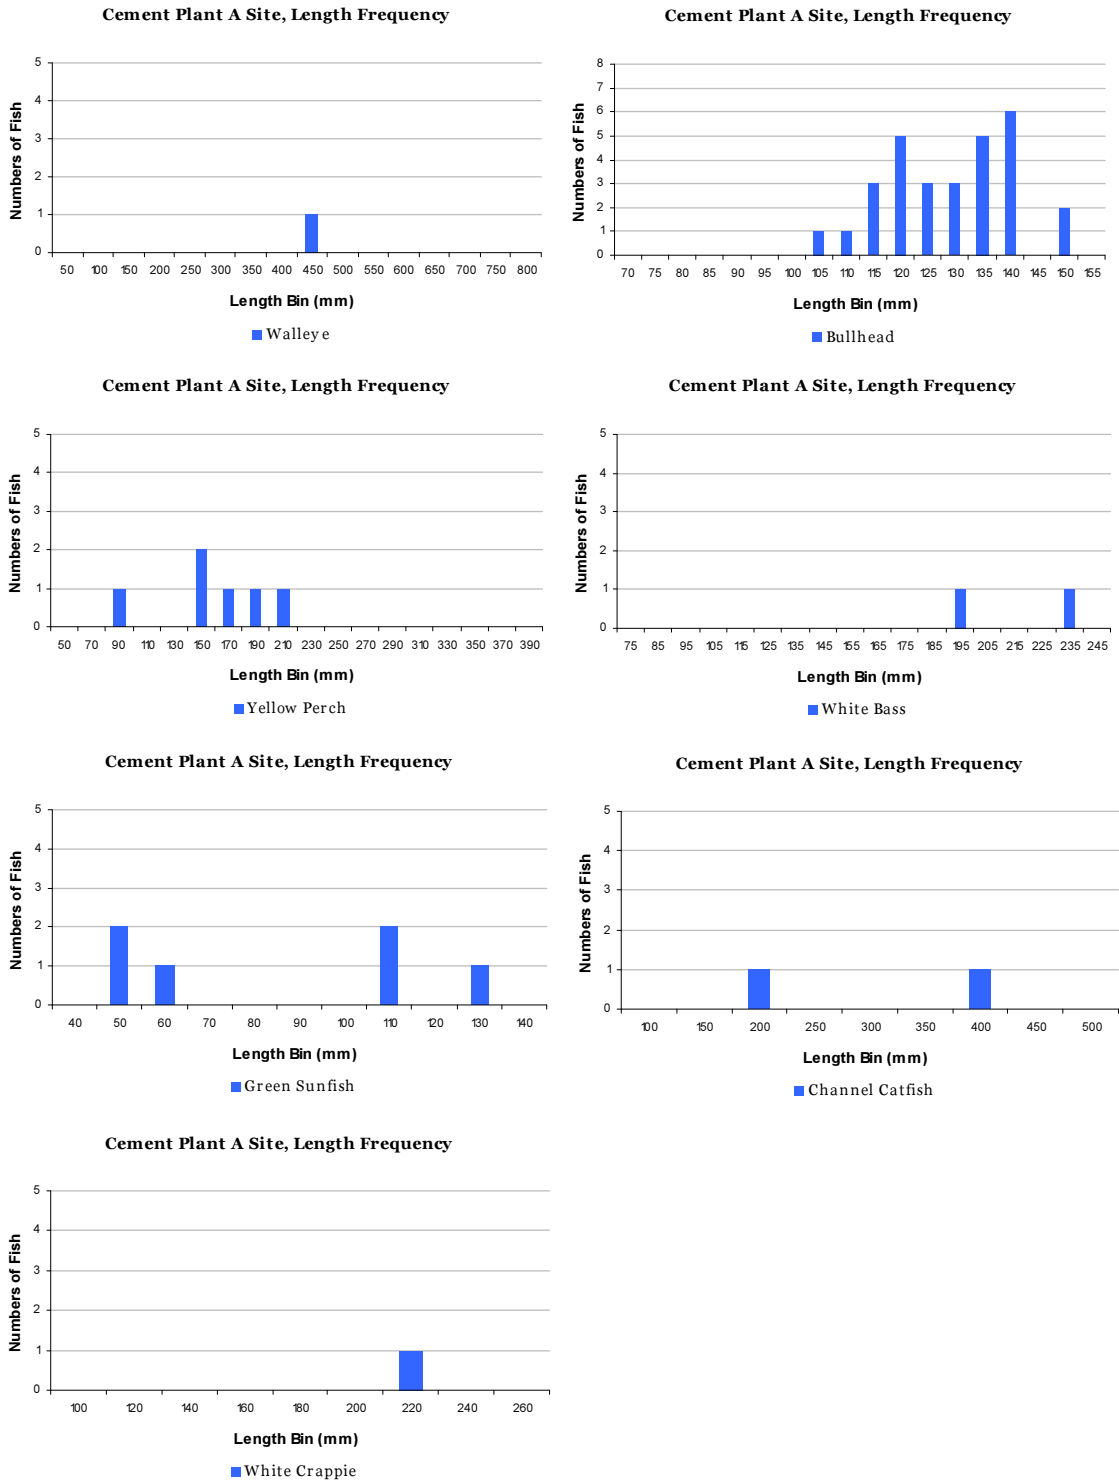 Cement Plant A Site, Length Frequency
5
4
3
2
1
0
Numbers of Fish
50 100 150 200 250 300 350 400 450 500 550 600 650 700 750 800
Length Bin (mm)
Walleye
Cement Plant A Site, Length Frequency
8
7
6
5
4
3
2
1
0
Numbers of Fish
70 75 80 85 90 95 100 105 110 115 120 125 130 135 140 145 150 155
Length Bin (mm)
Bullhead
Cement Plant A Site, Length Frequency
5
4
3
2
1
0
Numbers of Fish
50 70 90 110 130 150 170 190 210 230 250 270 290 310 330 350 370 390
Length Bin (mm)
Yellow Perch
Cement Plant A Site, Length Frequency
5
4
3
2
1
0
Numbers of Fish
75 85 95 105 115 125 135 145 155 165 175 185 195 205 215 225 235 245
Length Bin (mm)
White Bass
Cement Plant A Site, Length Frequency
5
4
3
2
1
0
Numbers of Fish
40 50 60 70 80 90 100 110 120 130 140
Length Bin (mm)
Green Sunfish
Cement Plant A Site, Length Frequency
5
4
3
2
1
0
Numbers of Fish
100 150 200 250 300 350 400 450 500
Length Bin (mm)
Channel Catfish
Cement Plant A Site, Length Frequency
5
4
3
2
1
0
Numbers of Fish
100 120 140 160 180 200 220 240 260
Length Bin (mm)
White Crappie